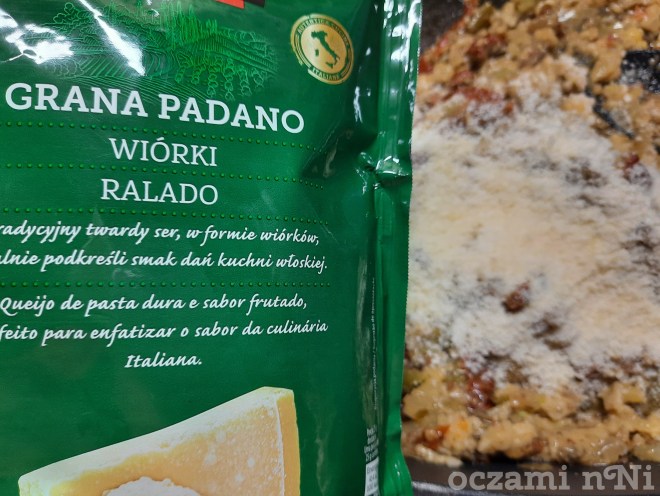 GRANA PADANO
WIÓRKI
RALADO
radycyjny twardy ser, w formie wiórków,
alnie podkreśli smak dań kuchni włoskiej.
Queijo de pasta dura e sabor frutado,
feito para enfatizar o sabor da culinária
Italiana.
oczami nNi